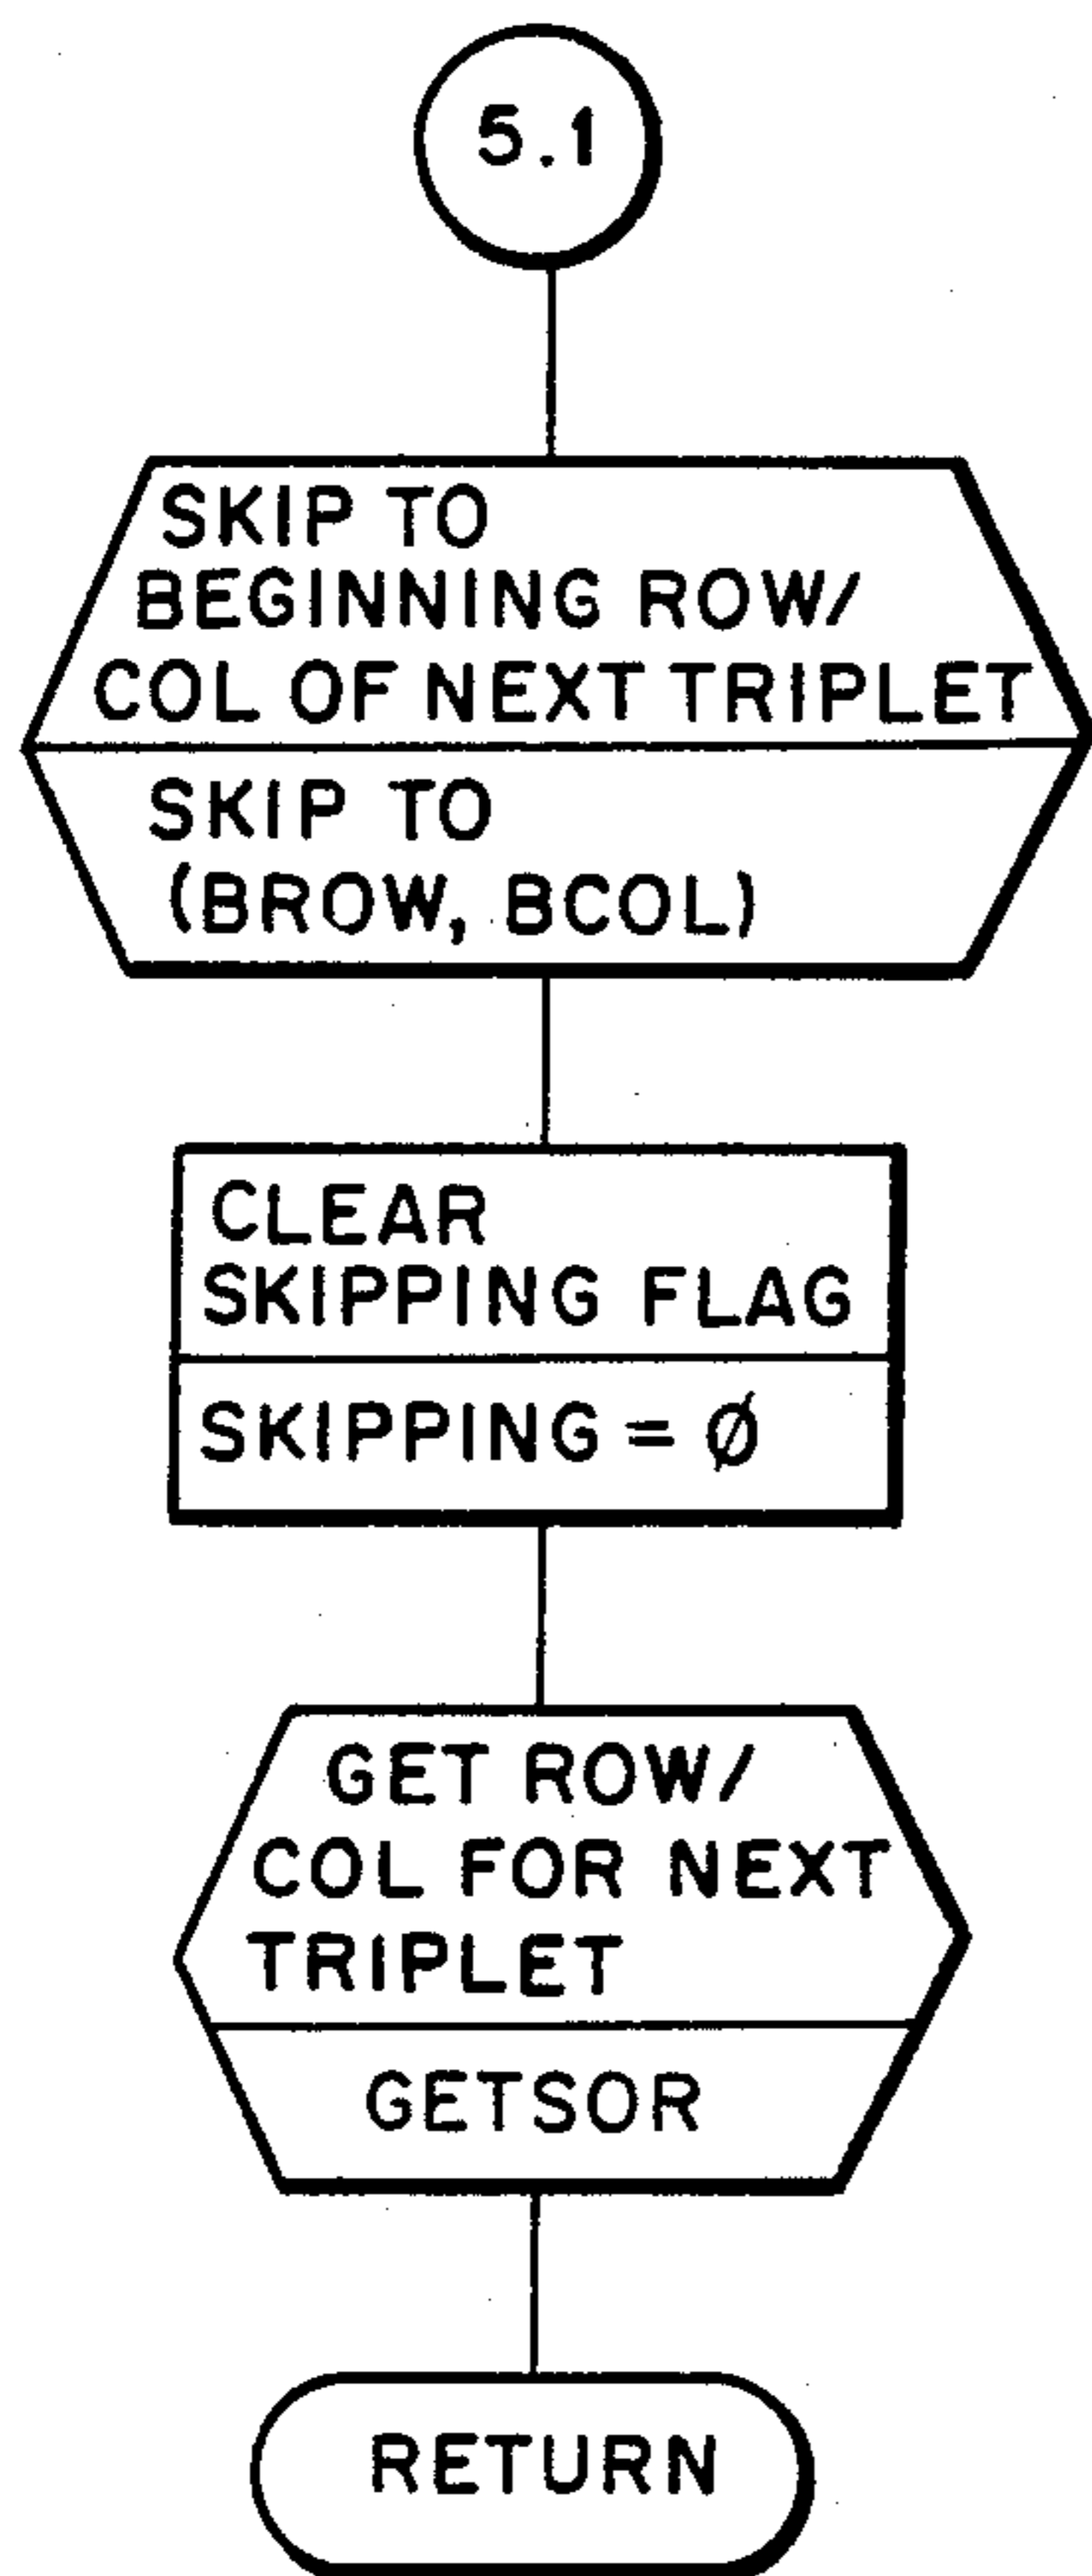 5.1
SKIP TO
BEGINNING ROW/
COL OF NEXT TRIPLET
SKIP TO
(BROW, BCOL)
CLEAR
SKIPPING FLAG
SKIPPING = Ø
GET ROW/
COL FOR NEXT
TRIPLET
GETSOR
RETURN